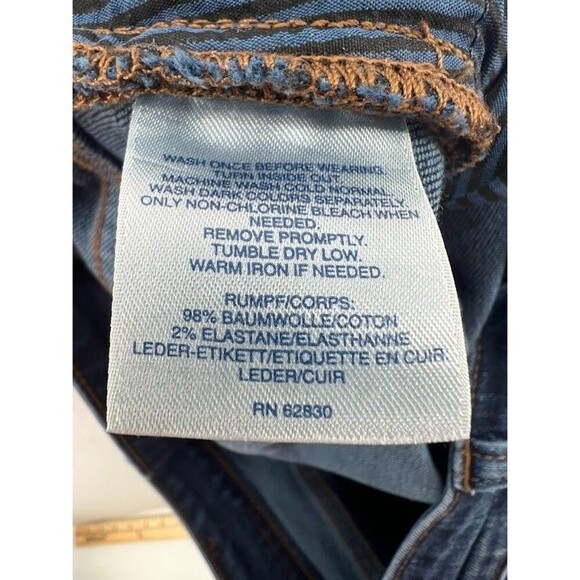 WASH ONCE BEFORE WEARING.
TURN INSIDE OUT.
MACHINE WASH COLD NORMAL.
WASH DARK COLORS SEPARATELY.
ONLY NON-CHLORINE BLEACH WHEN
NEEDED.
REMOVE PROMPTLY.
TUMBLE DRY LOW.
WARM IRON IF NEEDED.
RUMPF/CORPS:
98% BAUMWOLLE/COTON
2% ELASTANE/ELASTHANNE
LEDER-ETIKETT/ETIQUETTE EN CUIR:
LEDER/CUIR
RN 62830